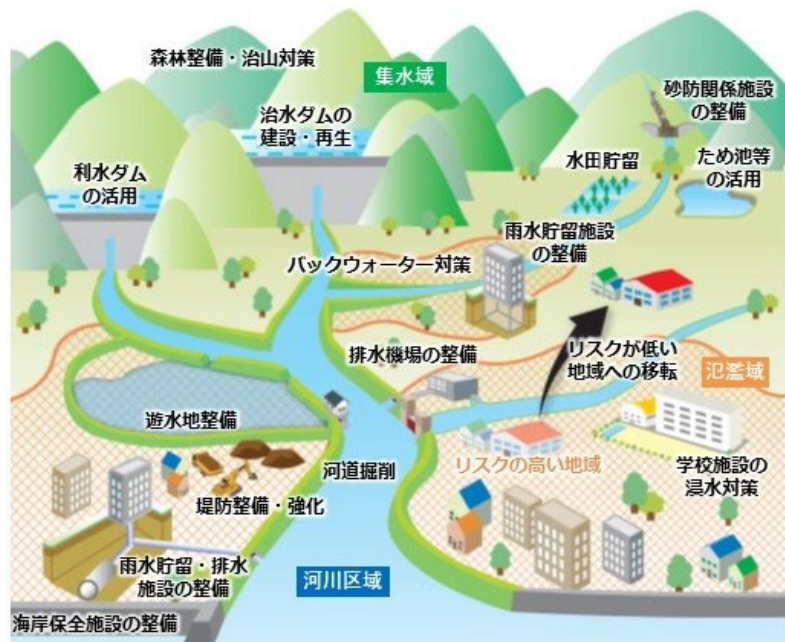 森林整備・治山対策
集水域
砂防関係施設
の整備
治水ダムの
建設・再生
水田貯留
ため池等
の活用
利水ダム
の活用
雨水貯留施設
の整備
バックウォーター対策
排水機場の整備
リスクが低い
地域への移転
氾濫域
遊水地整備
河道掘削
リスクの高い地域
学校施設の
浸水対策
堤防整備・強化
雨水貯留・排水
施設の整備
河川区域
海岸保全施設の整備